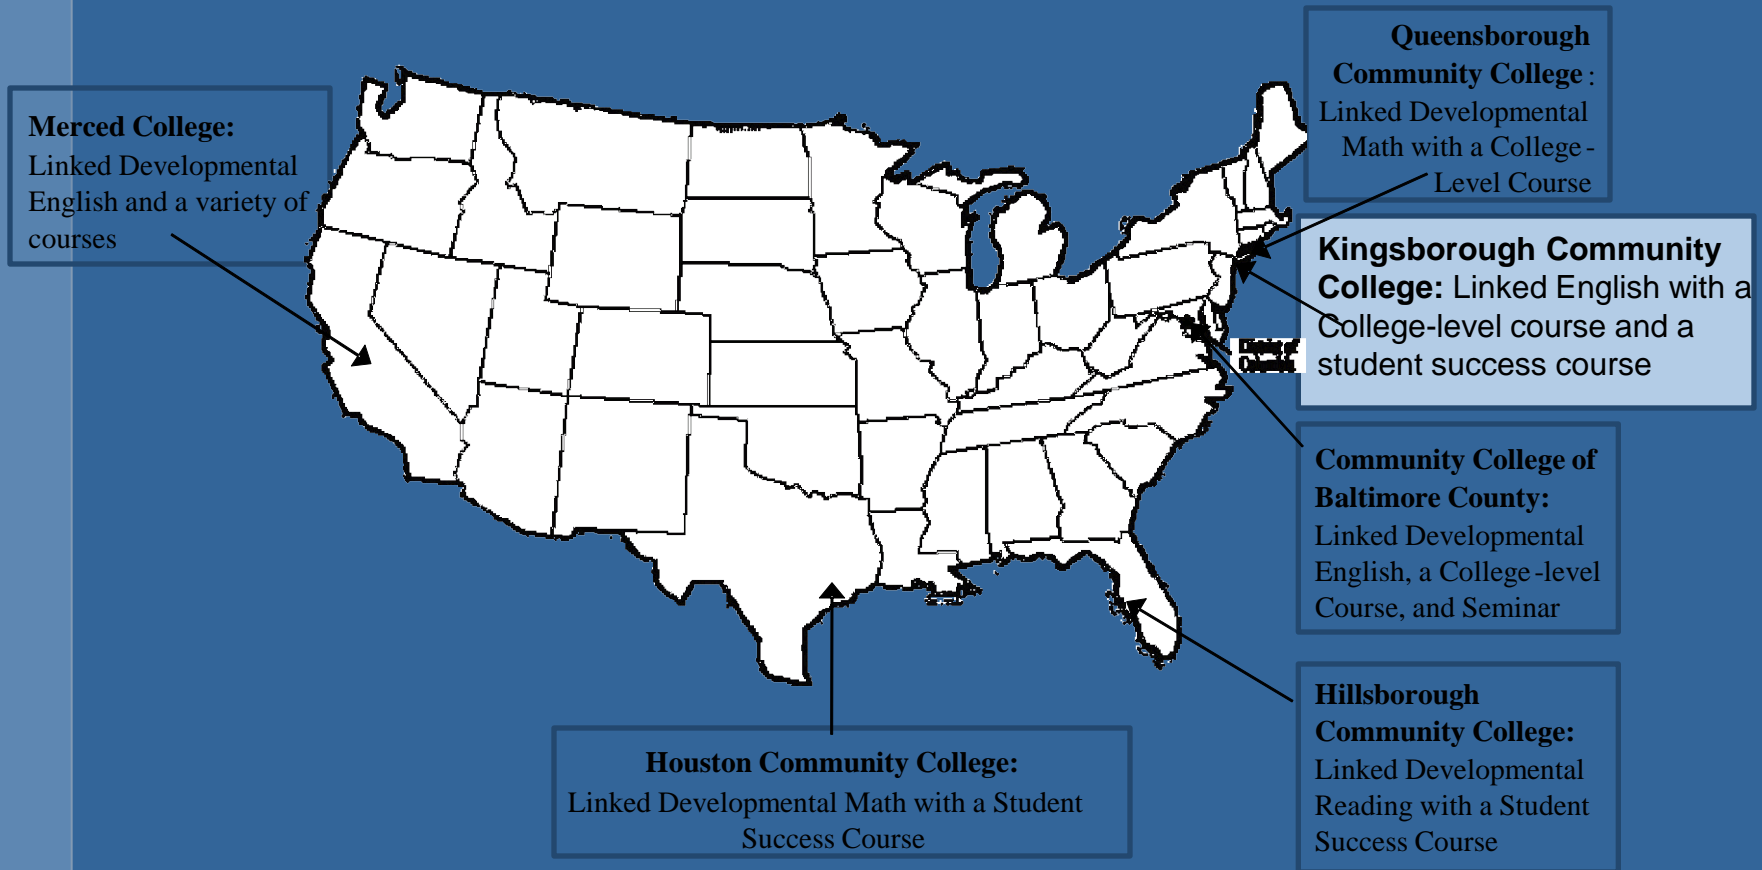 Merced College:
Linked Developmental
English and a variety of
courses
Queensborough
Community College :
Linked Developmental
Math with a College-
Level Course
Kingsborough Community
College: Linked English with a
College-level course and a
student success course
Community College of
Baltimore County:
Linked Developmental
English, a College-level
Course, and Seminar
Hillsborough
Community College:
Linked Developmental
Reading with a Student
Success Course
Houston Community College:
Linked Developmental Math with a Student
Success Course